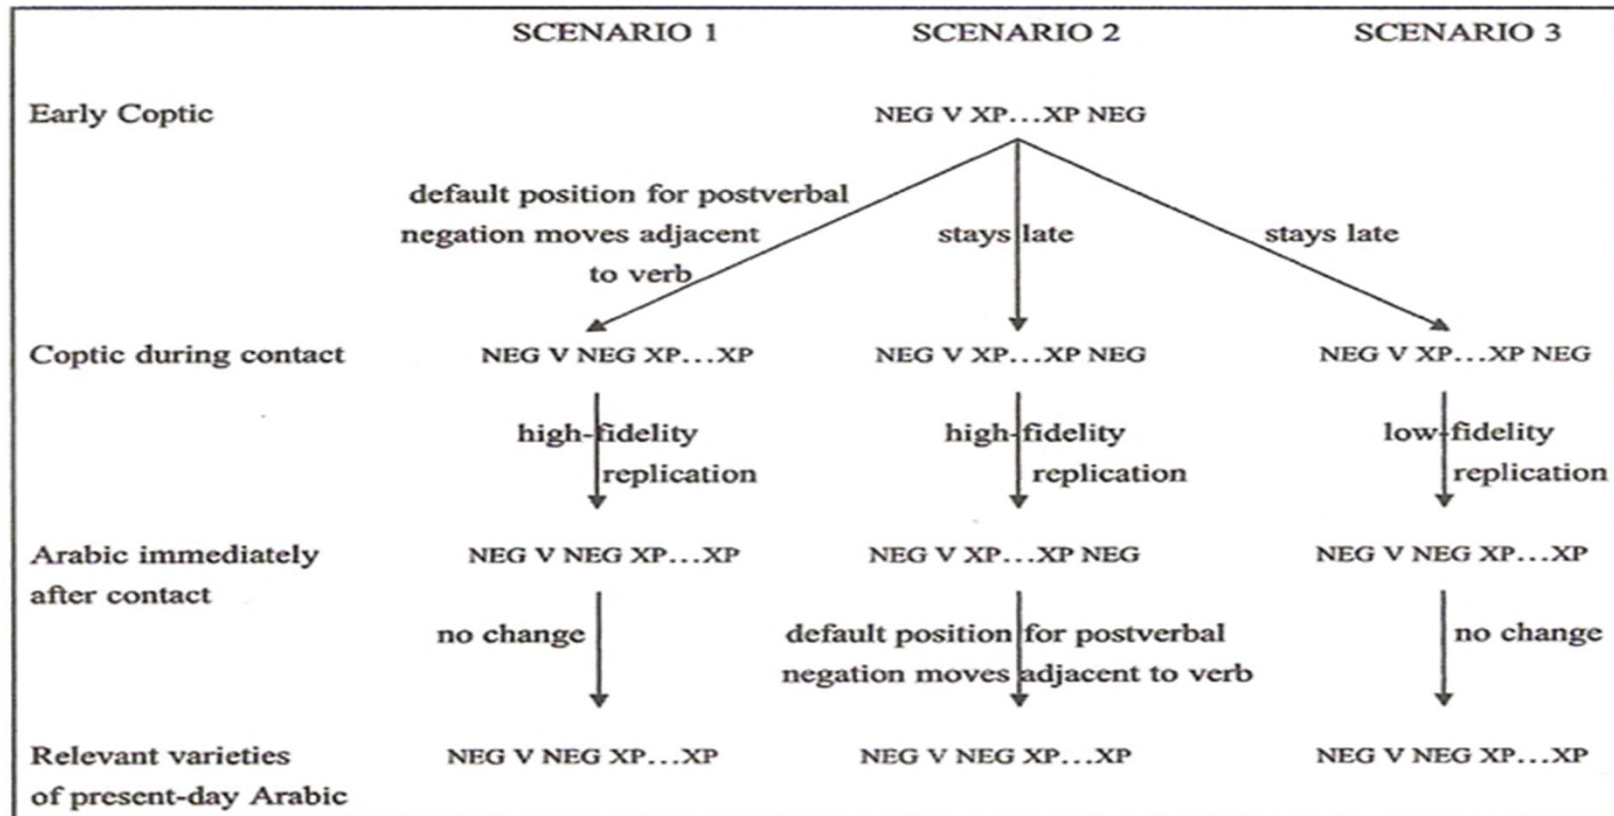 SCENARIO 1 SCENARIO 2 SCENARIO 3
Early Coptic NEG V XP...XP NEG
default position for postverbal
negation moves adjacent stays late stays late
to verb
Coptic during contact NEG V NEG XP...XP NEG V XP...XP NEG NEG V XP...XP NEG
high-fidelity high-fidelity low-fidelity
replication replication replication
Arabic immediately NEG V NEG XP...XP NEG V XP...XP NEG NEG V NEG XP...XP
after contact
no change default position for postverbal no change
negation moves adjacent to verb
Relevant varieties NEG V NEG XP...XP NEG V NEG XP...XP NEG V NEG XP...XP
of present-day Arabic